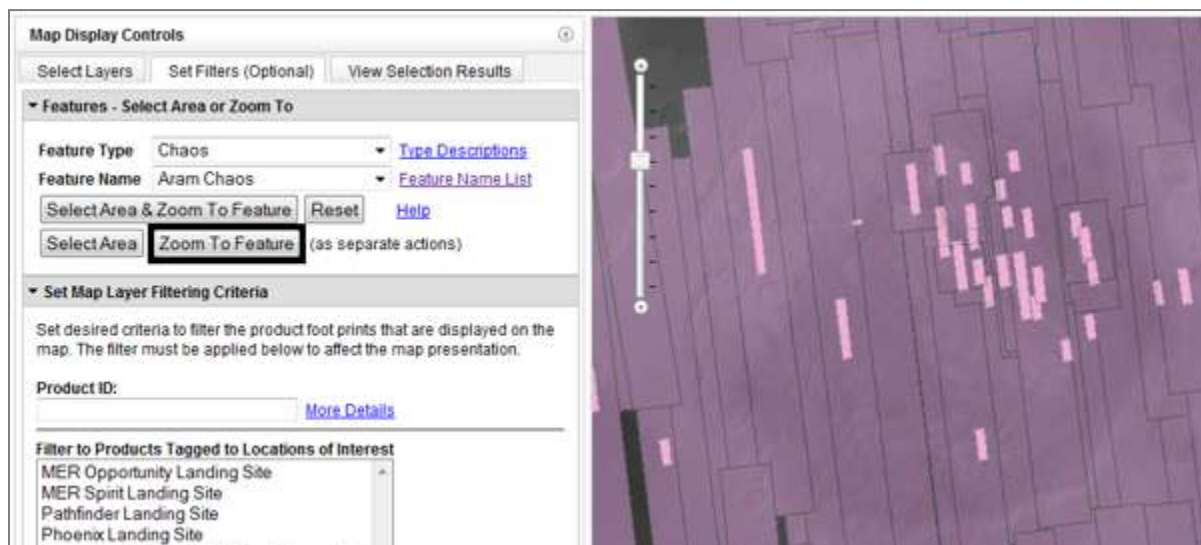 Map Display Controls
Select Layers Set Filters (Optional) View Selection Results
Features - Select Area or Zoom To
Feature Type Chaos Type Descriptions
Feature Name Aram Chaos Feature Name List
Select Area & Zoom To Feature Reset Help
Select Area Zoom To Feature (as separate actions)
Set Map Layer Filtering Criteria
Set desired criteria to filter the product foot prints that are displayed on the
map. The filter must be applied below to affect the map presentation.
Product ID:
More Details
Filter to Products Tagged to Locations of Interest
MER Opportunity Landing Site
MER Spirit Landing Site
Pathfinder Landing Site
Phoenix Landing Site